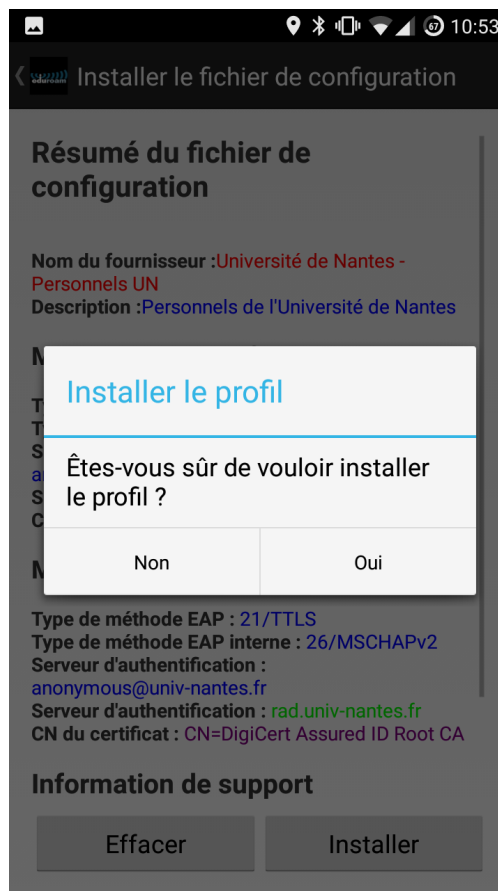 67 10:53
eduroam Installer le fichier de configuration
Résumé du fichier de
configuration
Nom du fournisseur :Université de Nantes -
Personnels UN
Description :Personnels de l'Université de Nantes
M
T
T
S
a
S
C
Installer le profil
Êtes-vous sûr de vouloir installer
le profil ?
Non Oui
M
Type de méthode EAP : 21/TTLS
Type de méthode EAP interne : 26/MSCHAPv2
Serveur d'authentification :
anonymous@univ-nantes.fr
Serveur d'authentification : rad.univ-nantes.fr
CN du certificat : CN=DigiCert Assured ID Root CA
Information de support
Effacer Installer